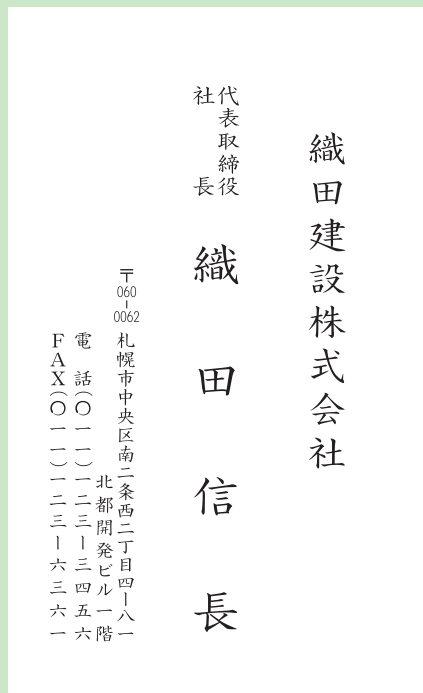 織田建設株式会社
代表取締役
社長
織田信長
〒060-0062
札幌市中央区南二条西二丁目四ー八一
北都開発ビル一階
電話(〇一一)一二三ー三四五六
FAX(〇一一)一二三ー六三六一